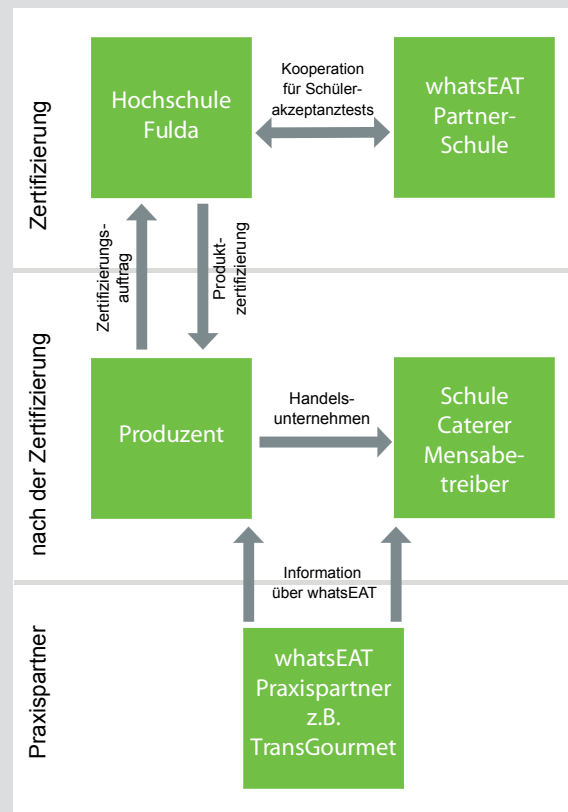 Zertifizierung
Hochschule
Fulda
Kooperation
für Schüler-
akzeptanztests
whatsEAT
Partner-
Schule
Zertifizierungs-
auftrag
Produkt-
zertifizierung
nach der Zertifizierung
Produzent
Handels-
unternehmen
Schule
Caterer
Mensabe-
treiber
Information
über whatsEAT
Praxispartner
whatsEAT
Praxispartner
z.B.
TransGourmet